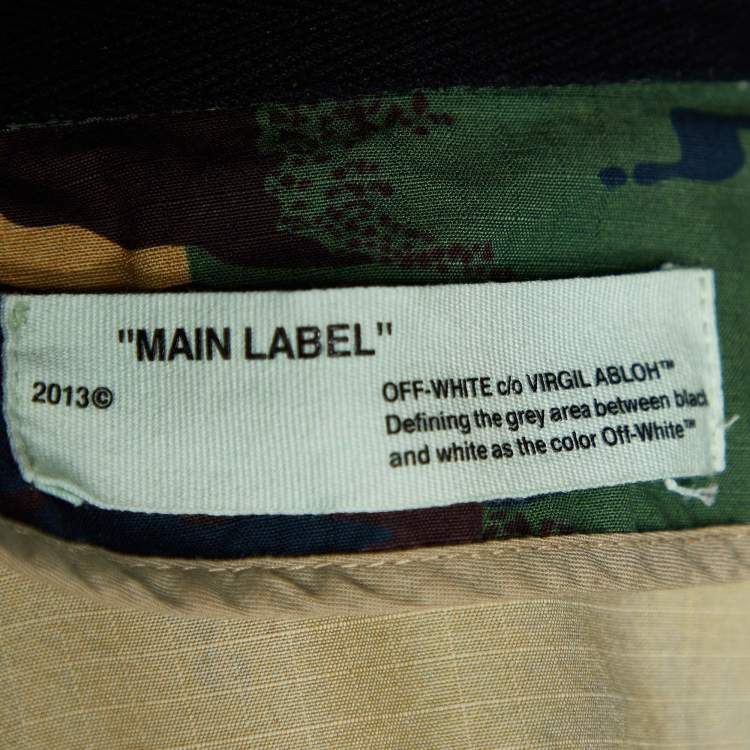 "MAIN LABEL"
2013©
OFF-WHITE c/o VIRGIL ABLOH™
Defining the grey area between black
and white as the color Off-White™